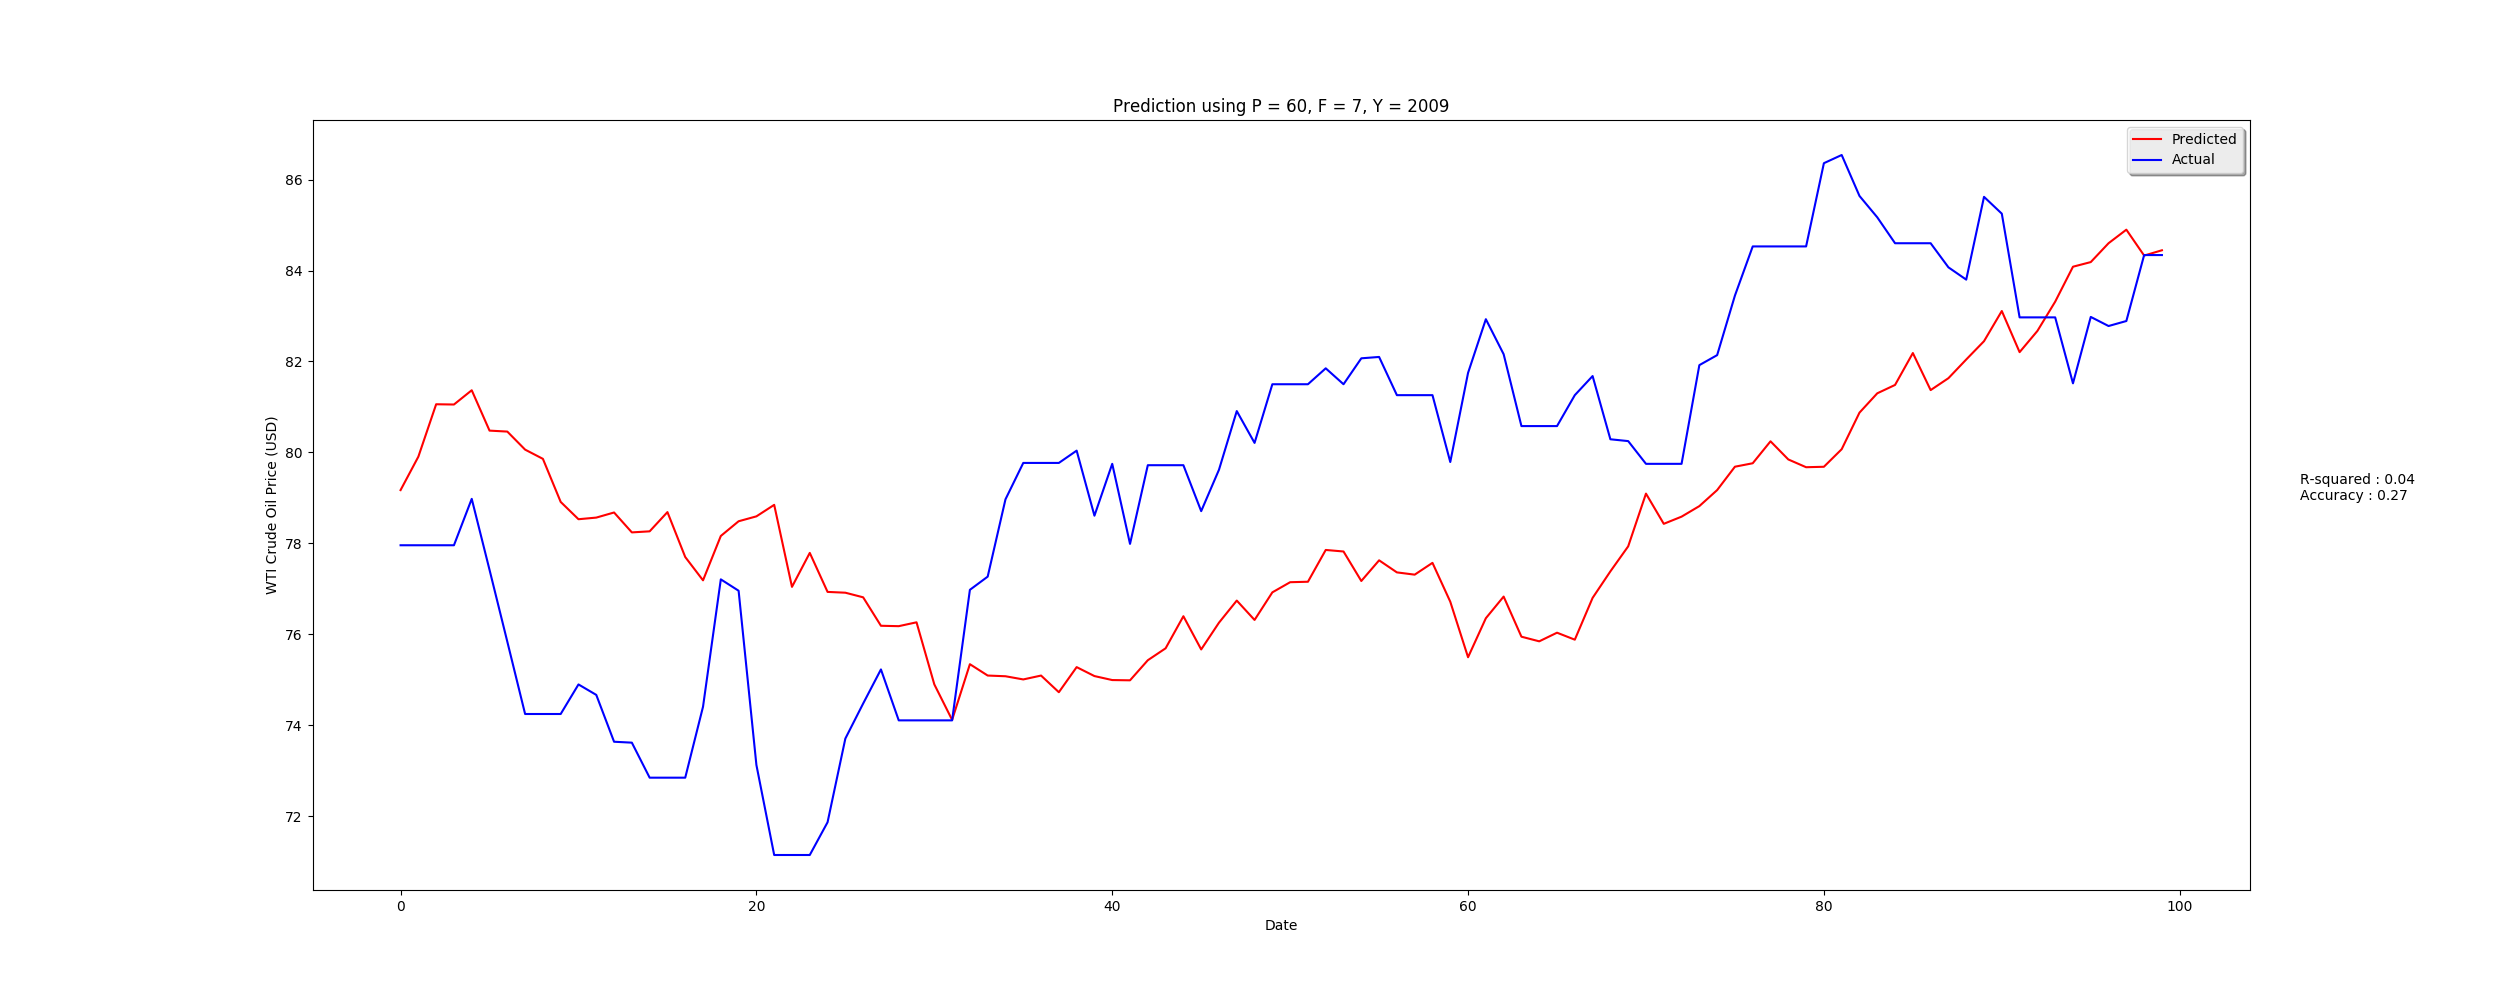 Prediction using P = 60, F = 7, Y = 2009
Predicted
Actual
86
84
82
80
78
76
74
72
WTI Crude Oil Price (USD)
R-squared : 0.04
Accuracy : 0.27
0 20 40 60 80 100
Date